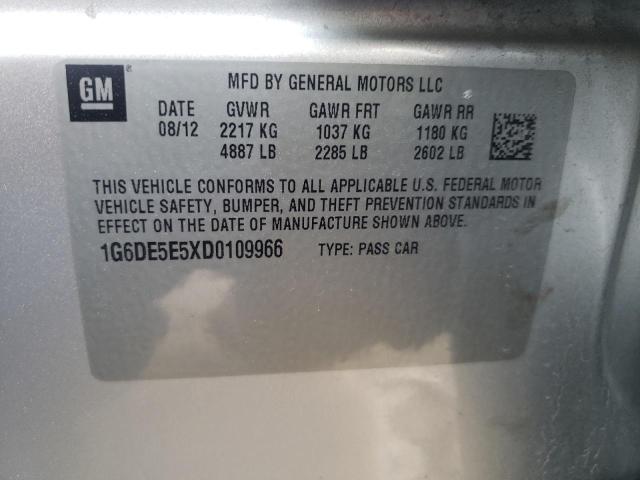 GM
®
MFD BY GENERAL MOTORS LLC
DATE GVWR GAWR FRT GAWR RR
08/12 2217 KG 1037 KG 1180 KG
4887 LB 2285 LB 2602 LB
THIS VEHICLE CONFORMS TO ALL APPLICABLE U.S. FEDERAL MOTOR
VEHICLE SAFETY, BUMPER, AND THEFT PREVENTION STANDARDS IN
EFFECT ON THE DATE OF MANUFACTURE SHOWN ABOVE.
1G6DE5E5XD0109966 TYPE: PASS CAR